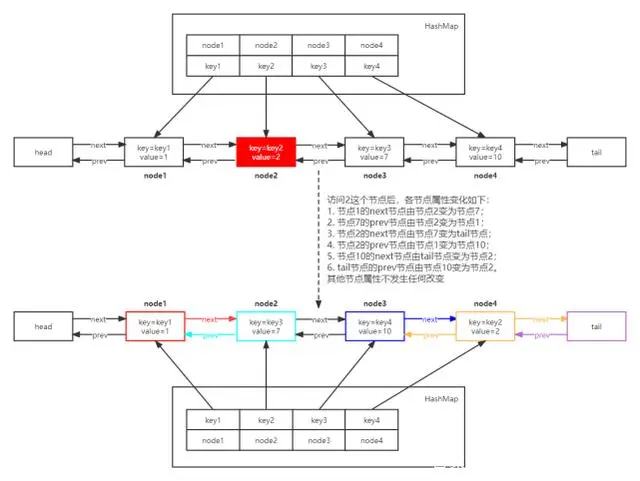 HashMap
node1 node2 node3 node4
key1 key2 key3 key4
head next prev key=key1 value=1 next prev key=key2 value=2 next prev key=key3 value=7 next prev key=key4 value=10 next prev tail
node1 node2 node3 node4
访问2这个节点后，各节点属性变化如下：
1. 节点1的next节点由节点2变为节点7；
2. 节点7的prev节点由节点2变为节点1；
3. 节点2的next节点由节点7变为tail节点；
4. 节点2的prev节点由节点1变为节点10；
5. 节点10的next节点由tail节点变为节点2；
6. tail节点的prev节点由节点10变为节点2。
其他节点属性不发生任何改变
node1 node2 node3 node4
head next prev key=key1 value=1 next prev key=key3 value=7 next prev key=key4 value=10 next prev key=key2 value=2 next prev tail
HashMap
key1 key2 key3 key4
node1 node2 node3 node4